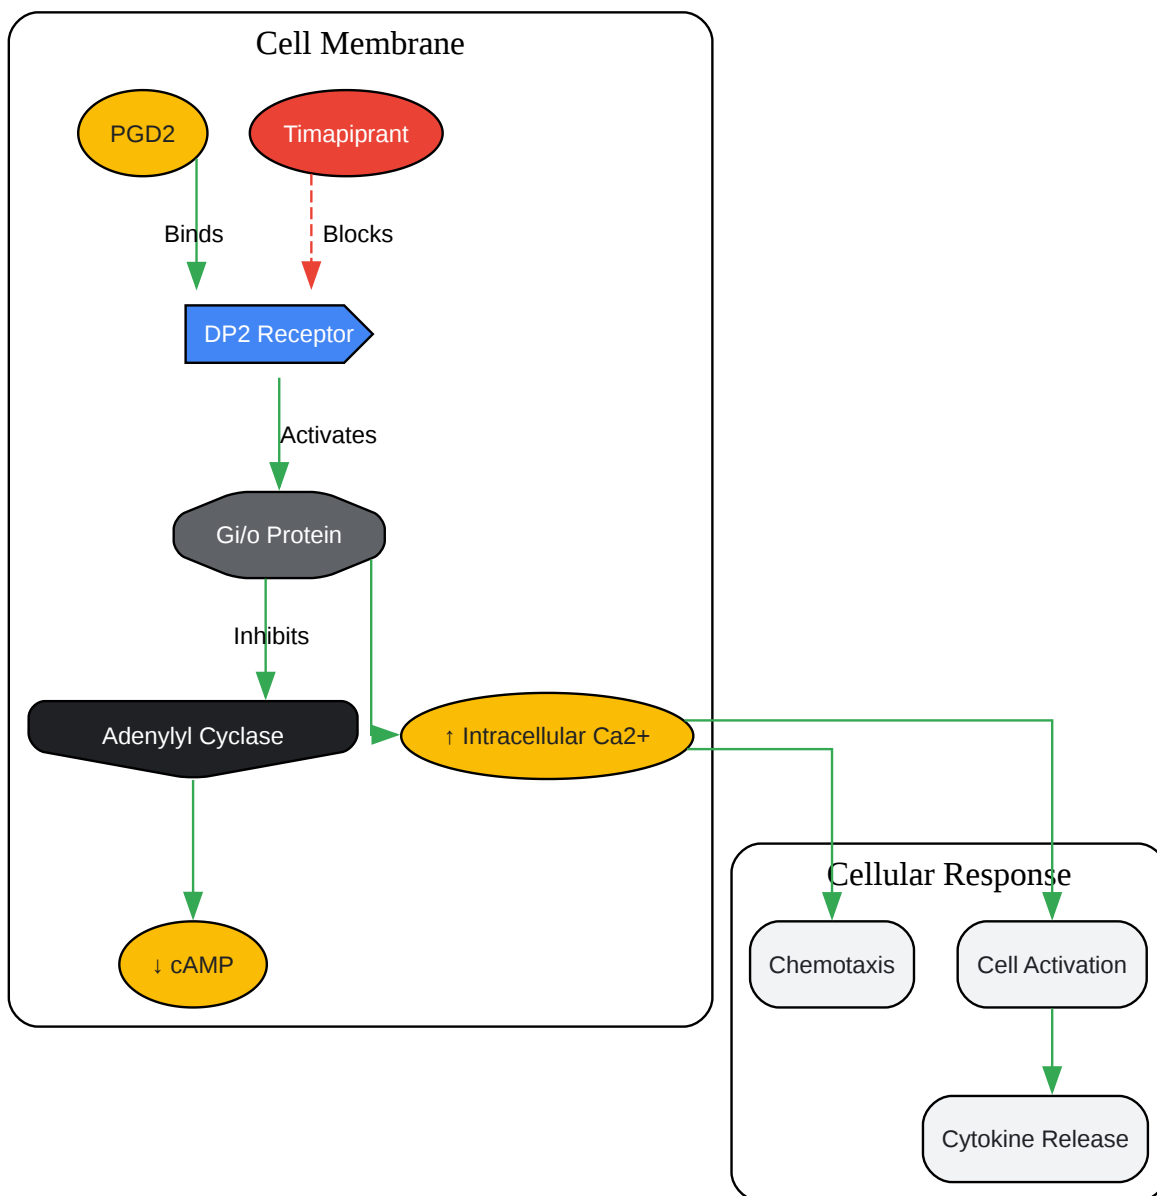 Cell Membrane
PGD2
Timapiprant
Binds
Blocks
DP2 Receptor
Activates
Gi/o Protein
Inhibits
Adenylyl Cyclase
↑ Intracellular Ca2+
Cellular Response
↓ cAMP
Chemotaxis
Cell Activation
Cytokine Release